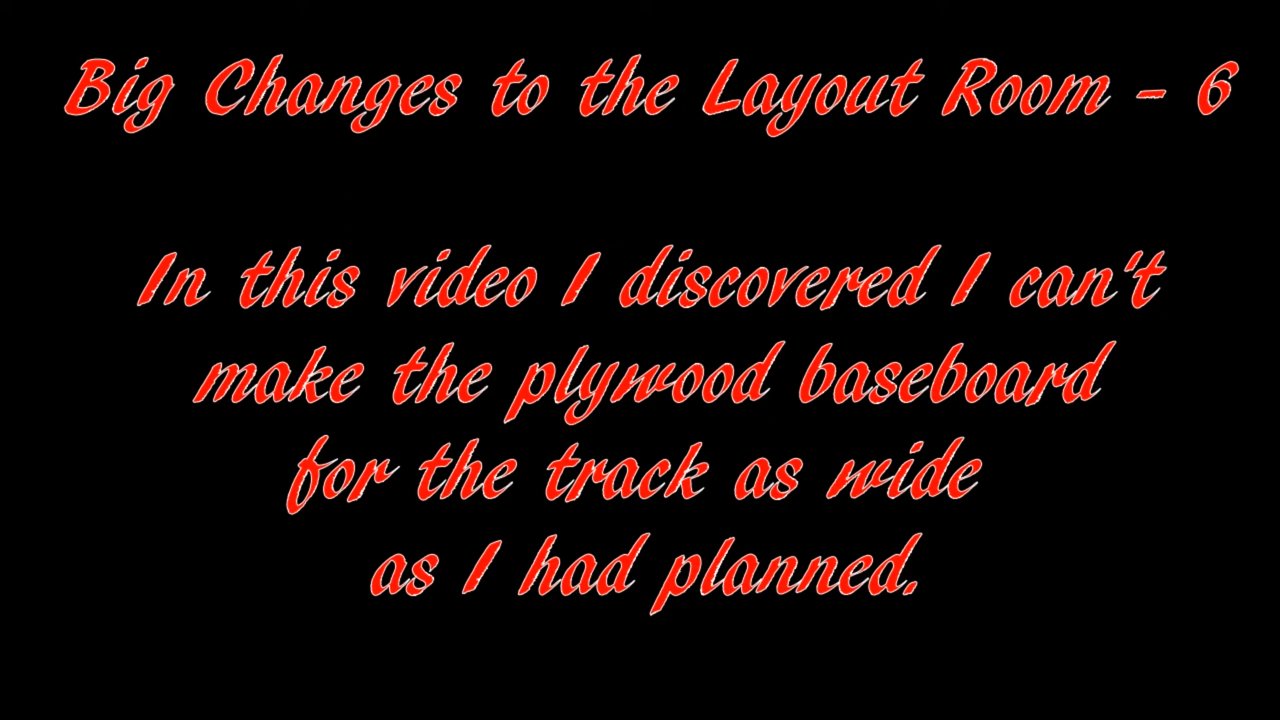 Big Changes to the Layout Room - 6
In this video I discovered I can't
make the plywood baseboard
for the track as wide
as I had planned.